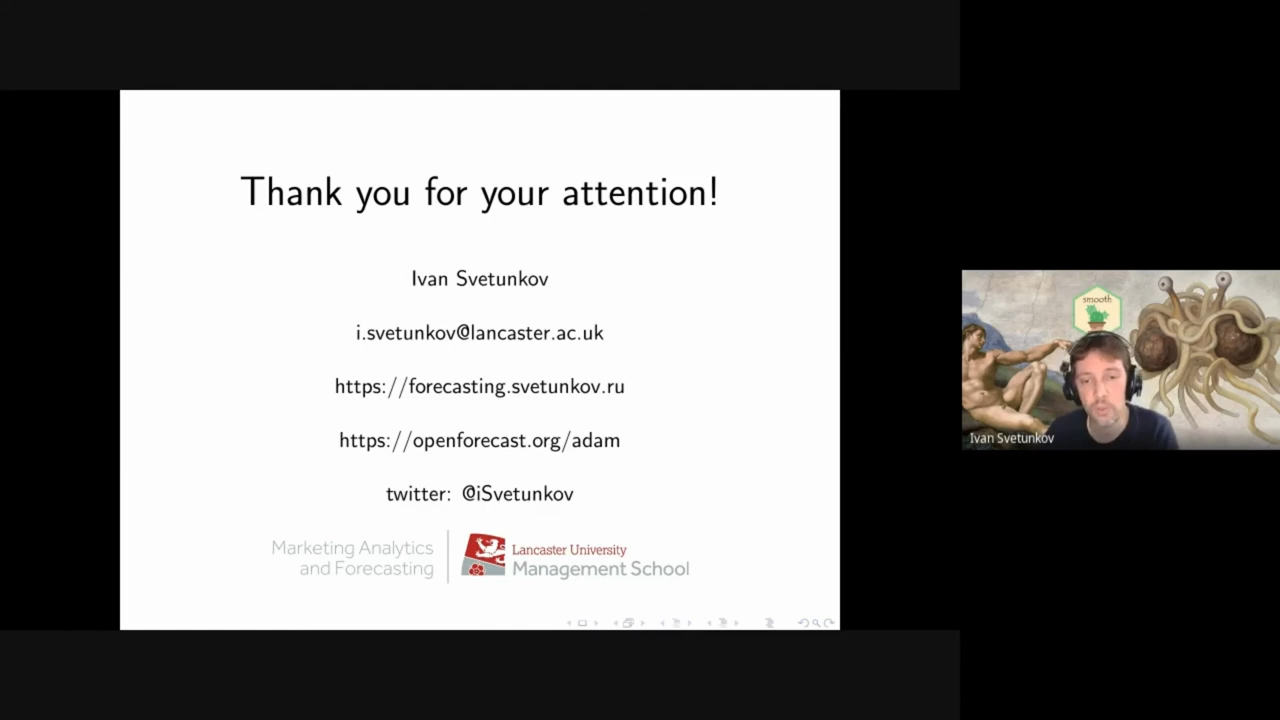 Thank you for your attention!
Ivan Svetunkov
i.svetunkov@lancaster.ac.uk
https://forecasting.svetunkov.ru
https://openforecast.org/adam
twitter: @iSvetunkov
Marketing Analytics
and Forecasting
Lancaster University
Management School
smooth
Ivan Svetunkov